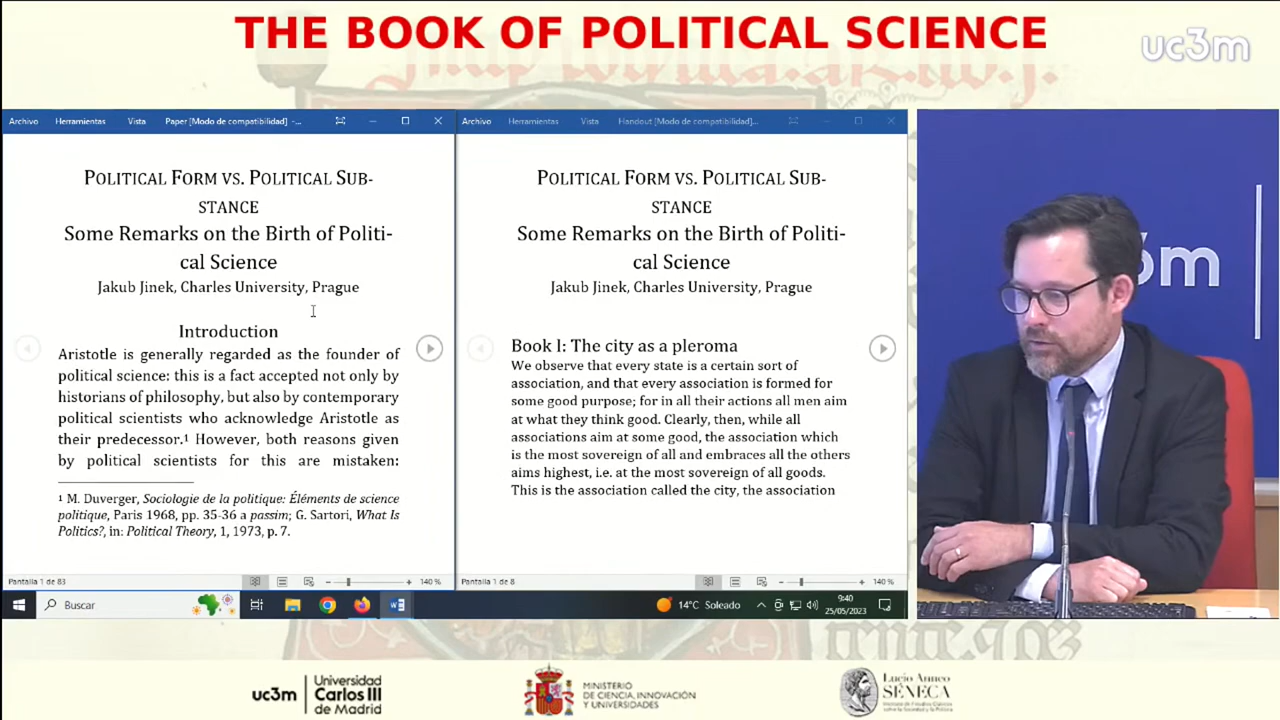 THE BOOK OF POLITICAL SCIENCE
uc3m
Archivo Herramientas Vista Paper [Modo de compatibilidad] -...
Archivo Herramientas Vista Handout [Modo de compatibilidad]...
POLITICAL FORM VS. POLITICAL SUB-
STANCE
Some Remarks on the Birth of Politi-
cal Science
Jakub Jinek, Charles University, Prague
Introduction
Aristotle is generally regarded as the founder of
political science: this is a fact accepted not only by
historians of philosophy, but also by contemporary
political scientists who acknowledge Aristotle as
their predecessor.¹ However, both reasons given
by political scientists for this are mistaken:
¹ M. Duverger, Sociologie de la politique: Éléments de science
politique, Paris 1968, pp. 35-36 a passim; G. Sartori, What Is
Politics?, in: Political Theory, 1, 1973, p. 7.
Pantalla 1 de 83
140 %
POLITICAL FORM VS. POLITICAL SUB-
STANCE
Some Remarks on the Birth of Politi-
cal Science
Jakub Jinek, Charles University, Prague
Book I: The city as a pleroma
We observe that every state is a certain sort of
association, and that every association is formed for
some good purpose; for in all their actions all men aim
at what they think good. Clearly, then, while all
associations aim at some good, the association which
is the most sovereign of all and embraces all the others
aims highest, i.e. at the most sovereign of all goods.
This is the association called the city, the association
Pantalla 1 de 8
140 %
3m
Buscar
14°C Soleado
9:40
25/05/2023
uc3m
Universidad
Carlos III
de Madrid
MINISTERIO
DE CIENCIA, INNOVACIÓN
Y UNIVERSIDADES
Lucio Anneo
SÉNECA